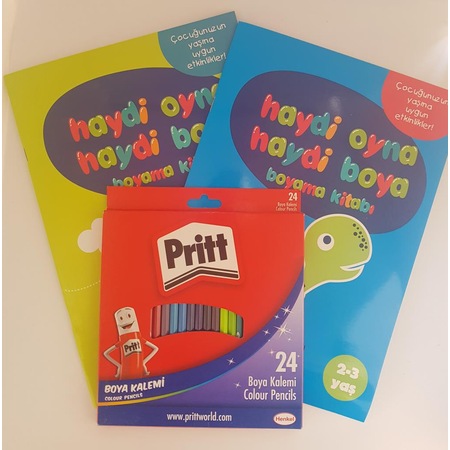 Çocuğunuzun
yaşına
uygun
etkinlikler!
haydi oyna
haydi boya
boyama kitabı
Çocuğunuzun
yaşına
uygun
etkinlikler!
haydi oyna
haydi boya
boyama kitabı
2-3
yaş
24
Boya Kalemi
Colour Pencils
Pritt
Pritt
BOYA KALEMİ
COLOUR PENCILS
24
Boya Kalemi
Colour Pencils
www.prittworld.com
Henkel